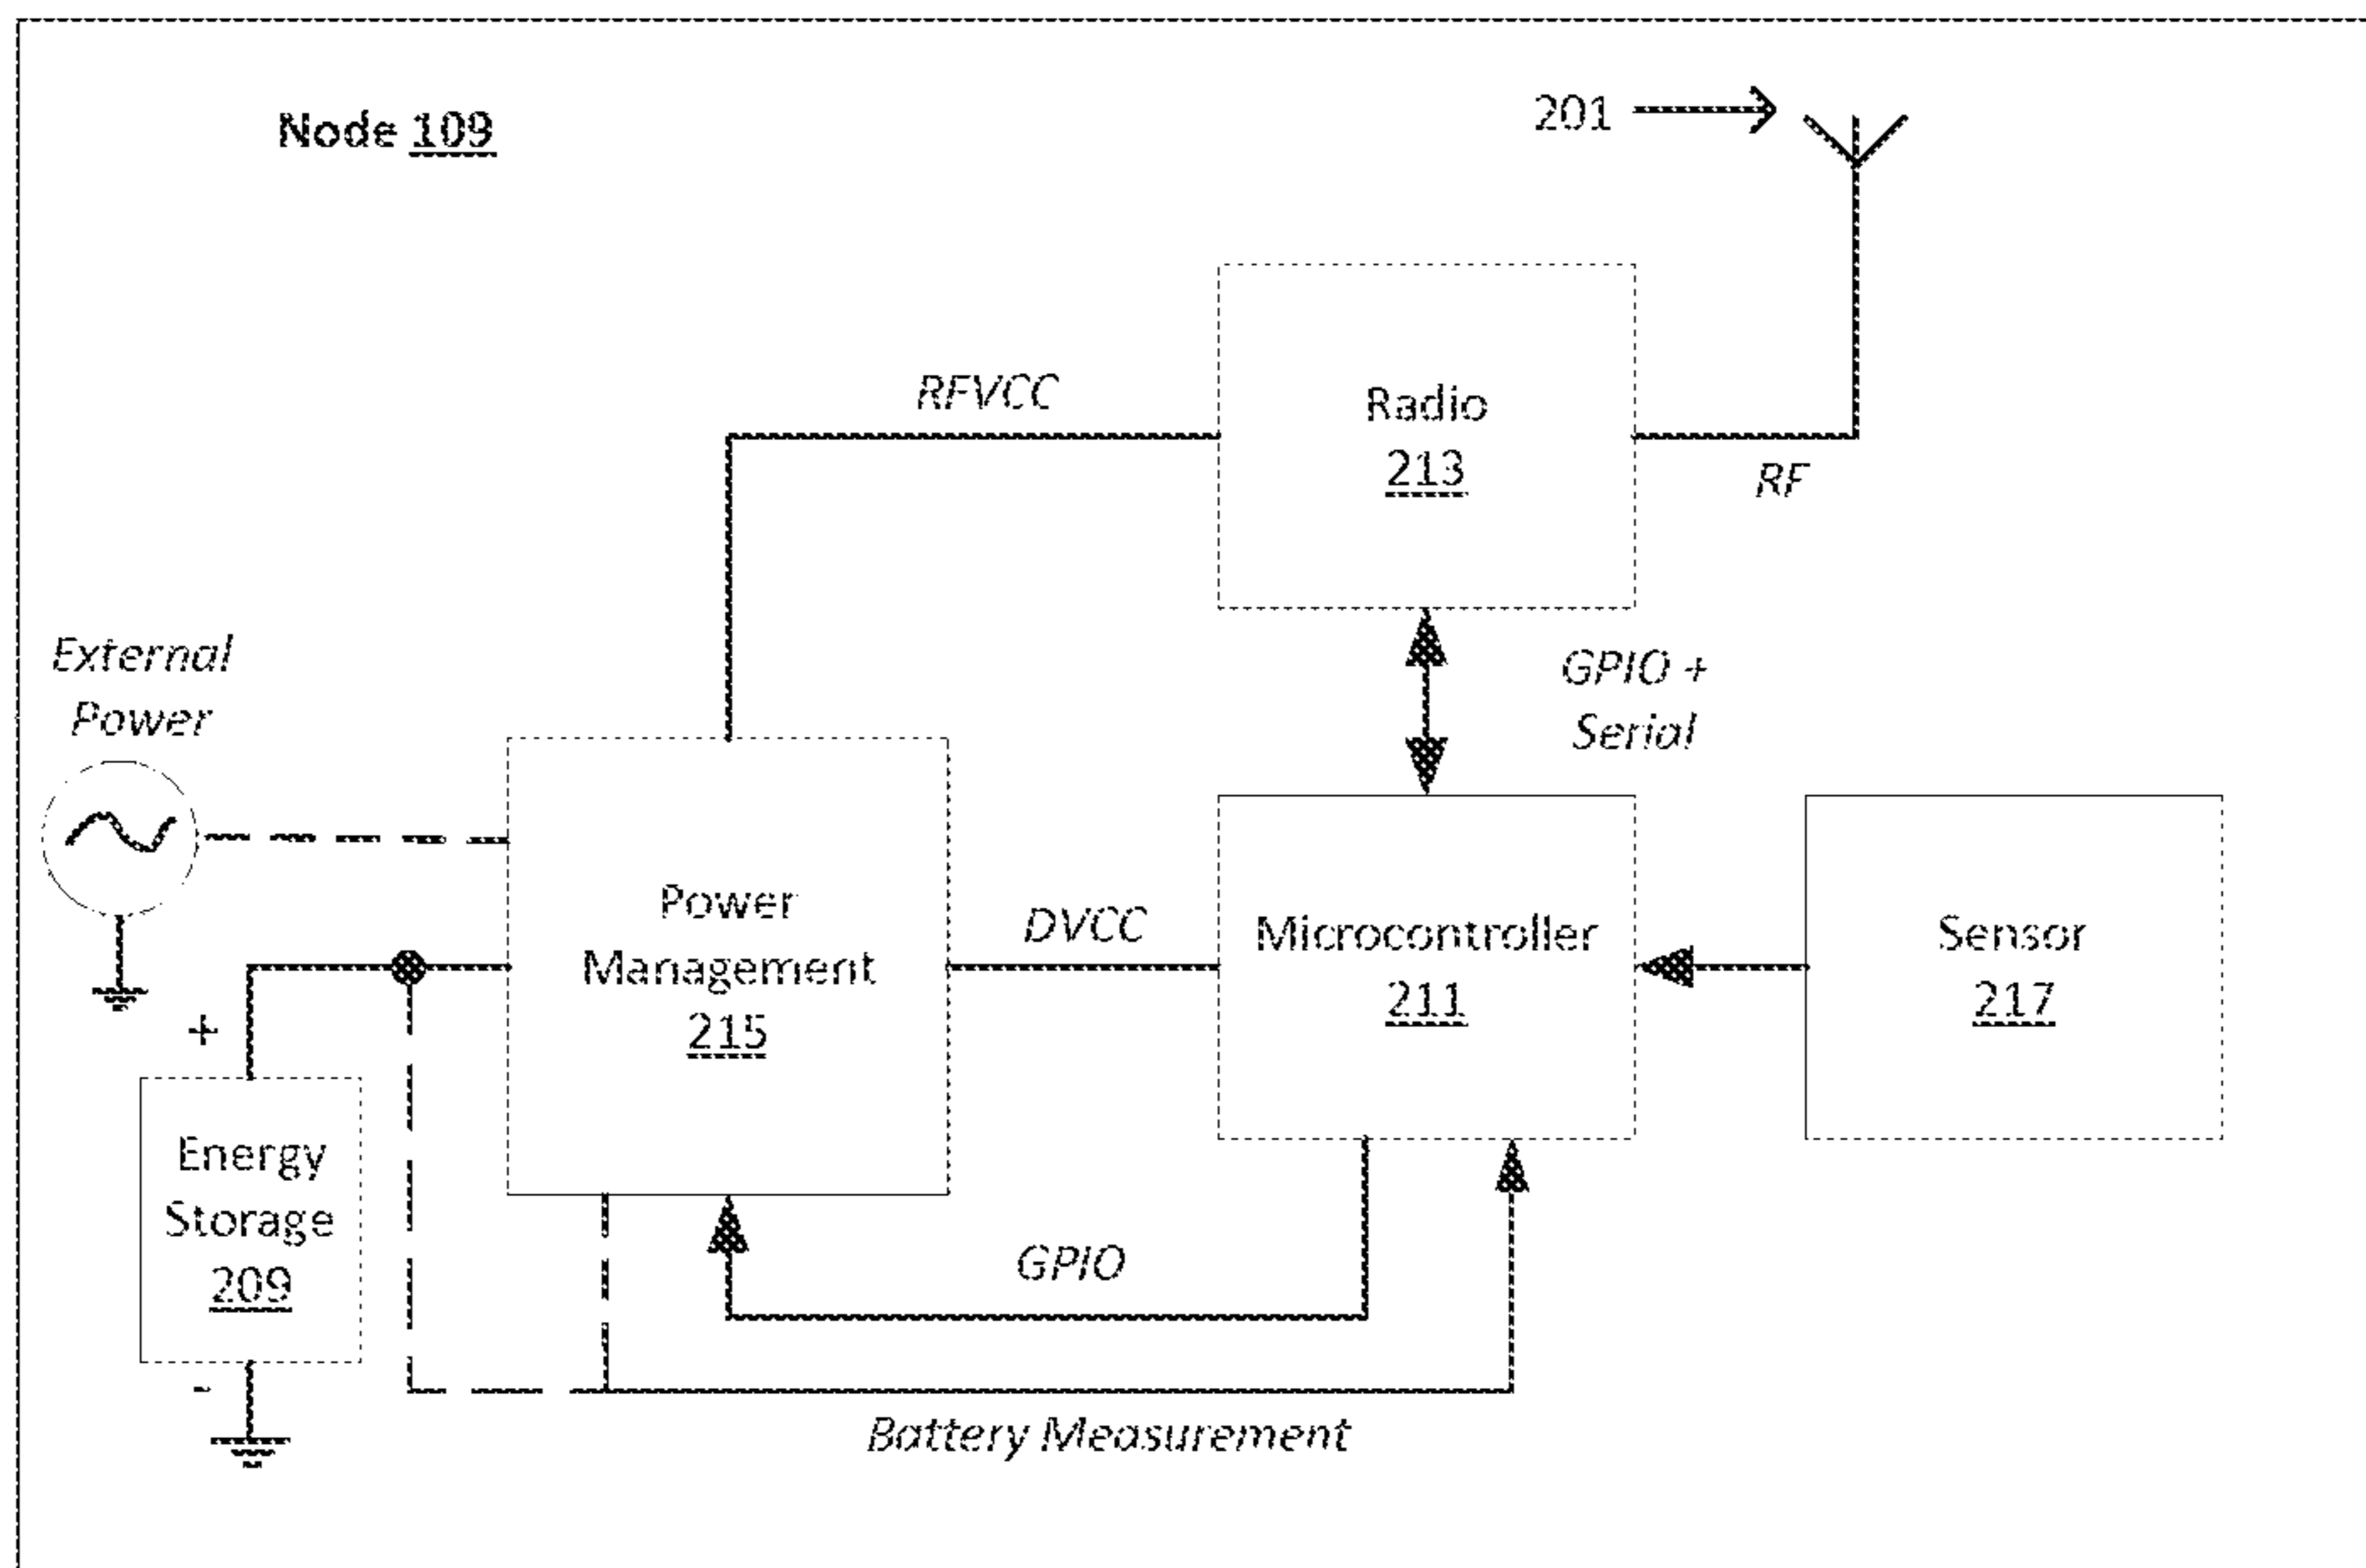 Node 109
201
RFVCC
Radio
213
RF
External
Power
GPIO +
Serial
Power
Management
215
DVCC
Microcontroller
211
Sensor
217
+
Energy
Storage
209
-
GPIO
Battery Measurement